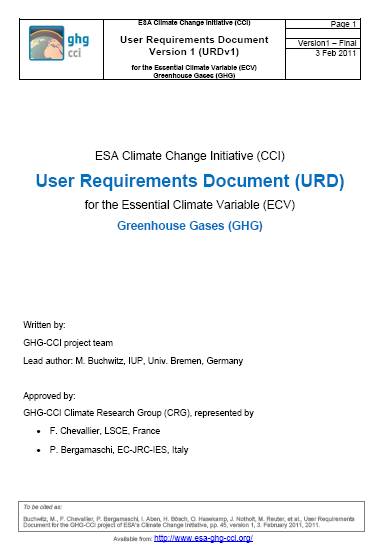 ghg
cci
ESA Climate Change Initiative (CCI)
User Requirements Document
Version 1 (URDv1)
for the Essential Climate Variable (ECV)
Greenhouse Gases (GHG)
Page 1
Version1 – Final
3 Feb 2011
ESA Climate Change Initiative (CCI)
User Requirements Document (URD)
for the Essential Climate Variable (ECV)
Greenhouse Gases (GHG)
Written by:
GHG-CCI project team
Lead author: M. Buchwitz, IUP, Univ. Bremen, Germany
Approved by:
GHG-CCI Climate Research Group (CRG), represented by
• F. Chevallier, LSCE, France
• P. Bergamaschi, EC-JRC-IES, Italy
To be cited as:
Buchwitz, M., F. Chevallier, P. Bergamaschi, I. Aben, H. Bösch, O. Hasekamp, J. Notholt, M. Reuter, et al., User Requirements
Document for the GHG-CCI project of ESA's Climate Change Initiative, pp. 45, version 1, 3. February 2011, 2011.
Available from: http://www.esa-ghg-cci.org/